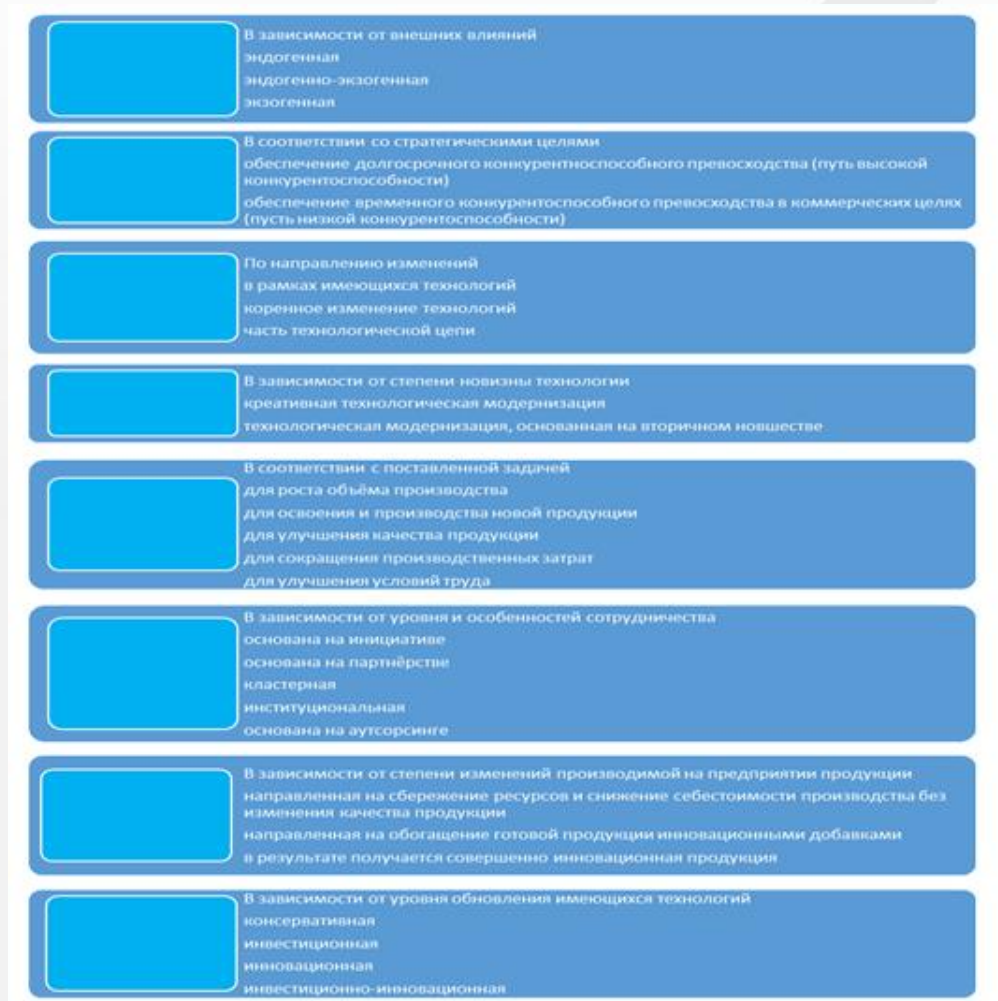 В зависимости от внешних влияний
эндогенная
эндогенно-экзогенная
экзогенная
В соответствии со стратегическими целями
обеспечение долгосрочного конкурентноспособного превосходства (путь высокой
конкурентоспособности)
обеспечение временного конкурентоспособного превосходства в коммерческих целях
(пусть низкой конкурентоспособности)
По направлению изменений
в рамках имеющихся технологий
коренное изменение технологий
часть технологической цепи
В зависимости от степени новизны технологии
креативная технологическая модернизация
технологическая модернизация, основанная на вторичном новшестве
В соответствии с поставленной задачей
для роста объёма производства
для освоения и производства новой продукции
для улучшения качества продукции
для сокращения производственных затрат
для улучшения условий труда
В зависимости от уровня и особенностей сотрудничества
основана на инициативе
основана на партнёрстве
кластерная
институциональная
основана на аутсорсинге
В зависимости от степени изменений производимой на предприятии продукции
направленная на сбережение ресурсов и снижение себестоимости производства без
изменения качества продукции
направленная на обогащение готовой продукции инновационными добавками
в результате получается совершенно инновационная продукция
В зависимости от уровня обновления имеющихся технологий
консервативная
инвестиционная
инновационная
инвестиционно-инновационная